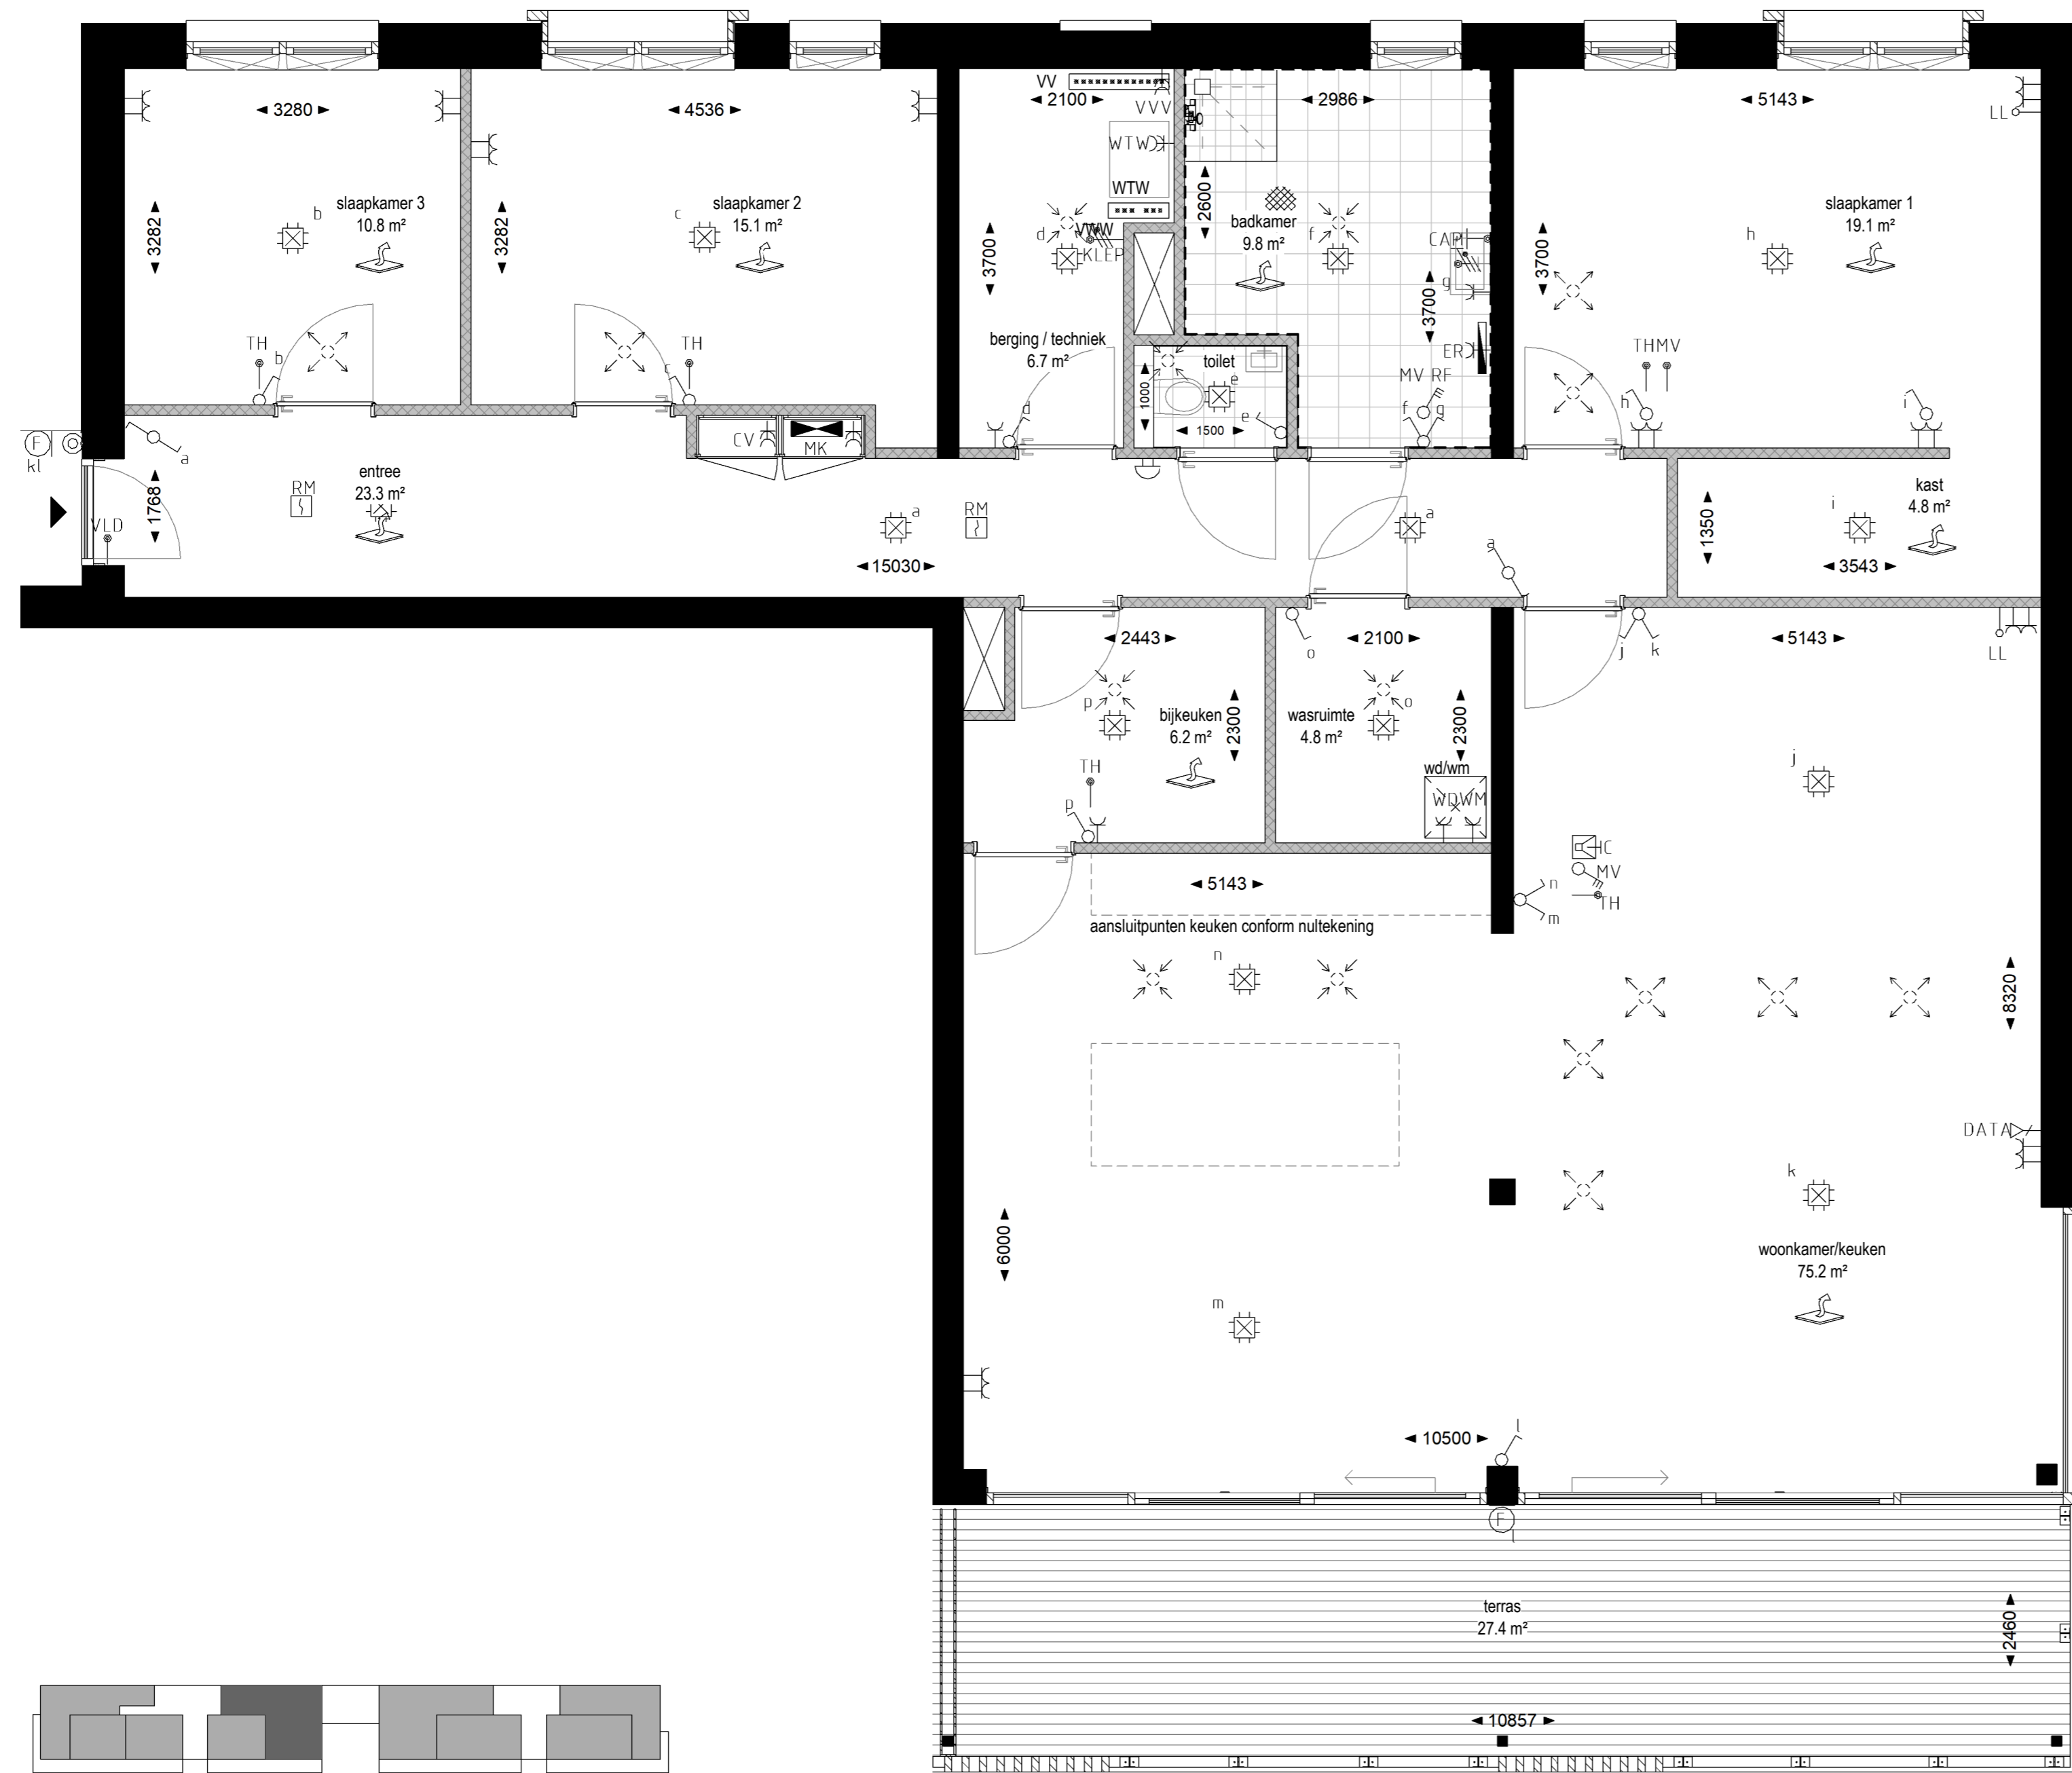 3280
4536
VV
2100
VVV
WTW
WTW
2986
2600
5143
LL
slaapkamer 3
10.8 m²
b
3282
slaapkamer 2
15.1 m²
c
3282
d
VVW
KLEP
3700
badkamer
9.8 m²
f
CAP
g
3700
slaapkamer 1
19.1 m²
h
3700
TH
b
TH
c
berging / techniek
6.7 m²
d
toilet
e
e
1000
1500
ER
MV RF
f
g
THMV
h
i
F
kl
a
CV
MK
entree
23.3 m²
RM
1768
VLD
a
RM
a
a
15030
kast
4.8 m²
i
1350
3543
2443
p
bijkeuken
6.2 m²
2300
TH
p
o
2100
wasruimte
4.8 m²
o
2300
wd/wm
WDWM
j
k
5143
LL
j
HC
MV
TH
n
m
5143
aansluitpunten keuken conform nultekening
n
8320
DATA
k
6000
woonkamer/keuken
75.2 m²
m
10500
l
F
l
terras
27.4 m²
2460
10857